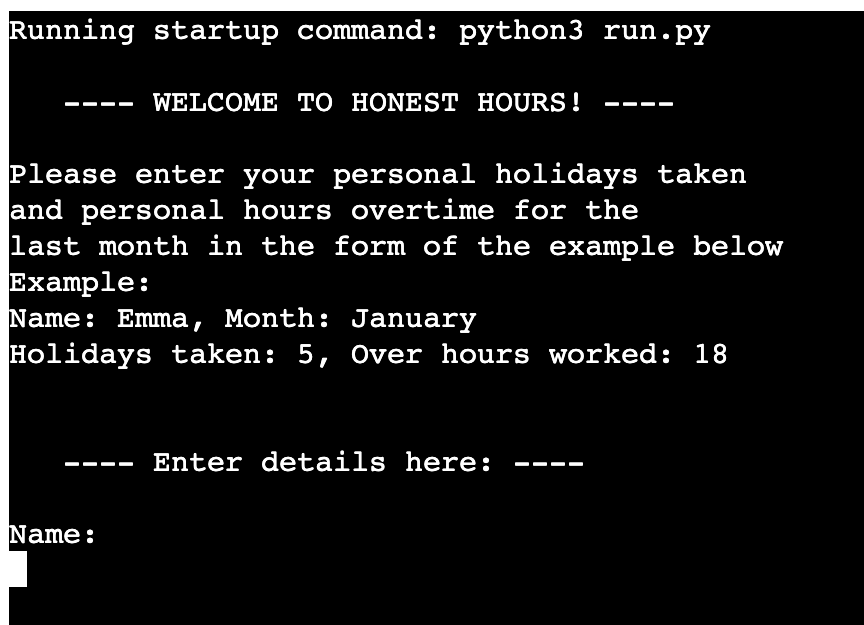 Running startup command: python3 run.py
---- WELCOME TO HONEST HOURS! ----
Please enter your personal holidays taken
and personal hours overtime for the
last month in the form of the example below
Example:
Name: Emma, Month: January
Holidays taken: 5, Over hours worked: 18
---- Enter details here: ----
Name: